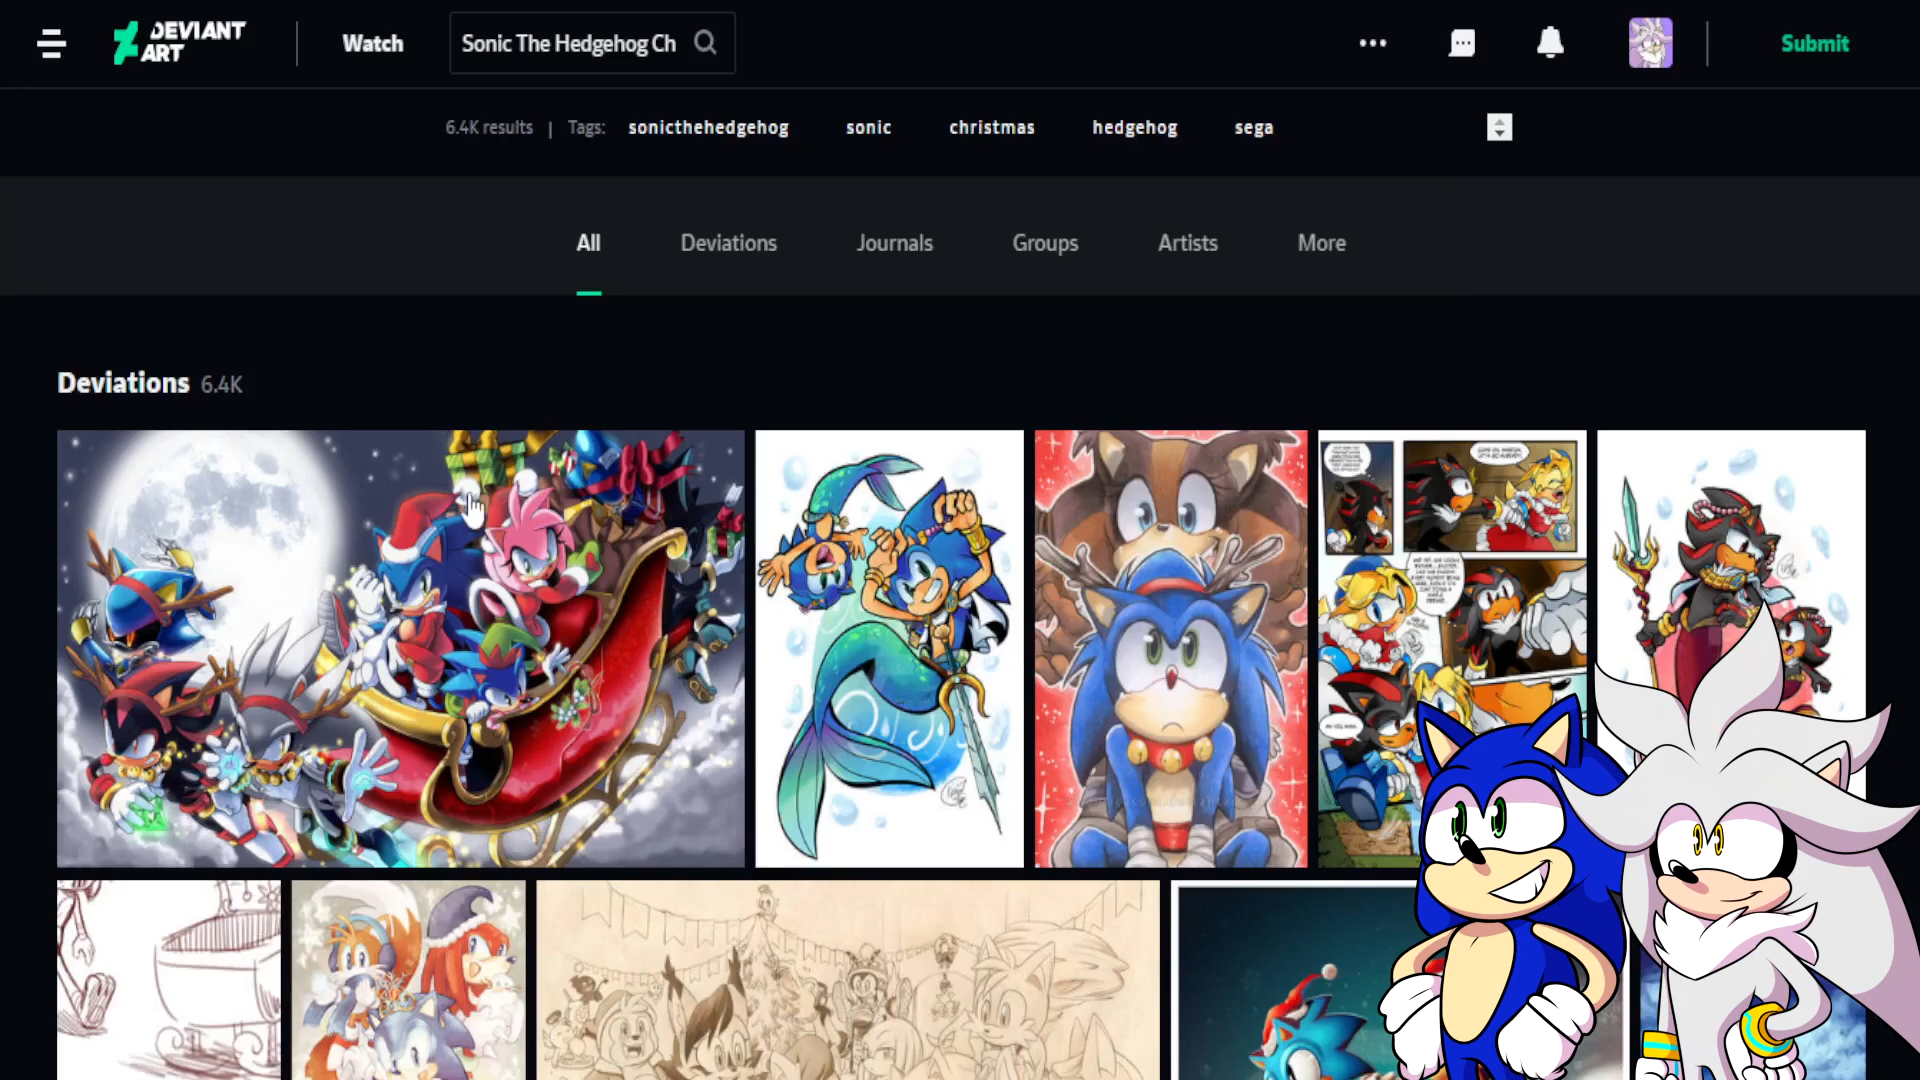 DEVIANT
ART
Watch
Sonic The Hedgehog Ch
Submit
6.4K results | Tags: sonicthehedgehog sonic christmas hedgehog sega
All Deviations Journals Groups Artists More
Deviations 6.4K